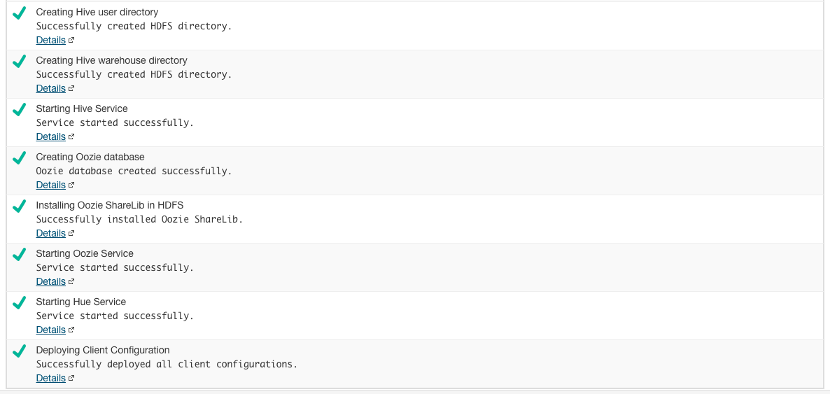 Creating Hive user directory
Successfully created HDFS directory.
Details
Creating Hive warehouse directory
Successfully created HDFS directory.
Details
Starting Hive Service
Service started successfully.
Details
Creating Oozie database
Oozie database created successfully.
Details
Installing Oozie ShareLib in HDFS
Successfully installed Oozie ShareLib.
Details
Starting Oozie Service
Service started successfully.
Details
Starting Hue Service
Service started successfully.
Details
Deploying Client Configuration
Successfully deployed all client configurations.
Details